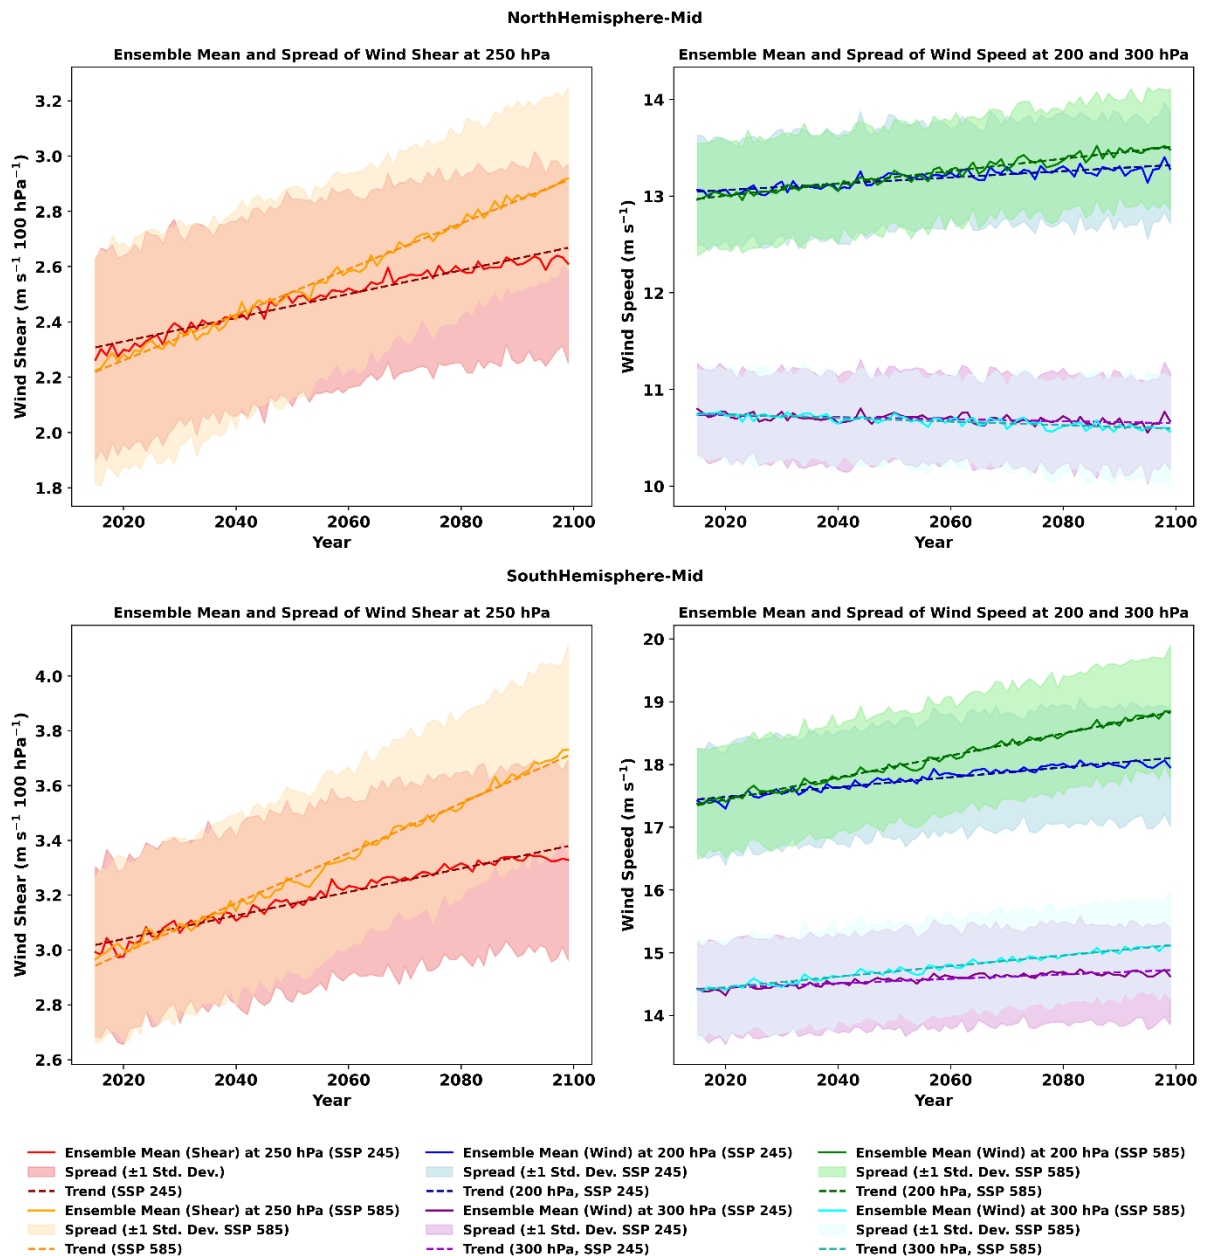 NorthHemisphere-Mid
Ensemble Mean and Spread of Wind Shear at 250 hPa
Ensemble Mean and Spread of Wind Speed at 200 and 300 hPa
Wind Shear (m s⁻¹ 100 hPa⁻¹)
3.2
3.0
2.8
2.6
2.4
2.2
2.0
1.8
2020 2040 2060 2080 2100
Year
Wind Speed (m s⁻¹)
14
13
12
11
10
2020 2040 2060 2080 2100
Year
SouthHemisphere-Mid
Ensemble Mean and Spread of Wind Shear at 250 hPa
Ensemble Mean and Spread of Wind Speed at 200 and 300 hPa
Wind Shear (m s⁻¹ 100 hPa⁻¹)
4.0
3.8
3.6
3.4
3.2
3.0
2.8
2.6
2020 2040 2060 2080 2100
Year
Wind Speed (m s⁻¹)
20
19
18
17
16
15
14
2020 2040 2060 2080 2100
Year
Ensemble Mean (Shear) at 250 hPa (SSP 245)
Spread (±1 Std. Dev.)
Trend (SSP 245)
Ensemble Mean (Shear) at 250 hPa (SSP 585)
Spread (±1 Std. Dev. SSP 585)
Trend (SSP 585)
Ensemble Mean (Wind) at 200 hPa (SSP 245)
Spread (±1 Std. Dev. SSP 245)
Trend (200 hPa, SSP 245)
Ensemble Mean (Wind) at 300 hPa (SSP 245)
Spread (±1 Std. Dev. SSP 245)
Trend (300 hPa, SSP 245)
Ensemble Mean (Wind) at 200 hPa (SSP 585)
Spread (±1 Std. Dev. SSP 585)
Trend (200 hPa, SSP 585)
Ensemble Mean (Wind) at 300 hPa (SSP 585)
Spread (±1 Std. Dev. SSP 585)
Trend (300 hPa, SSP 585)